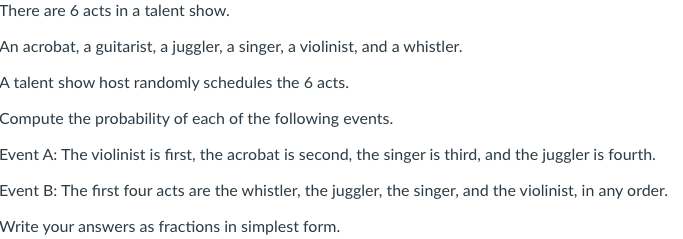 There are 6 acts in a talent show.
An acrobat, a guitarist, a juggler, a singer, a violinist, and a whistler.
A talent show host randomly schedules the 6 acts.
Compute the probability of each of the following events.
Event A: The violinist is first, the acrobat is second, the singer is third, and the juggler is fourth.
Event B: The first four acts are the whistler, the juggler, the singer, and the violinist, in any order.
Write your answers as fractions in simplest form.